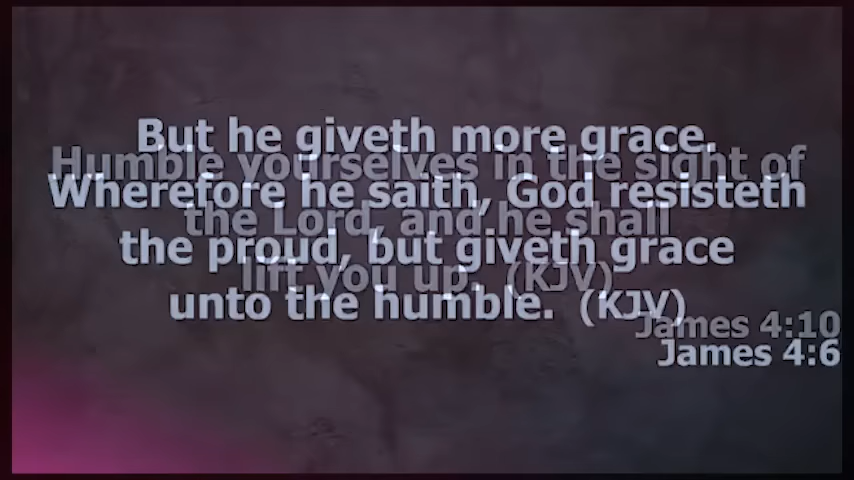 But he giveth more grace.
Wherefore he saith, God resisteth
the proud, but giveth grace
unto the humble. (KJV)
James 4:6
Humble yourselves in the sight of
the Lord, and he shall
lift you up. (KJV)
James 4:10